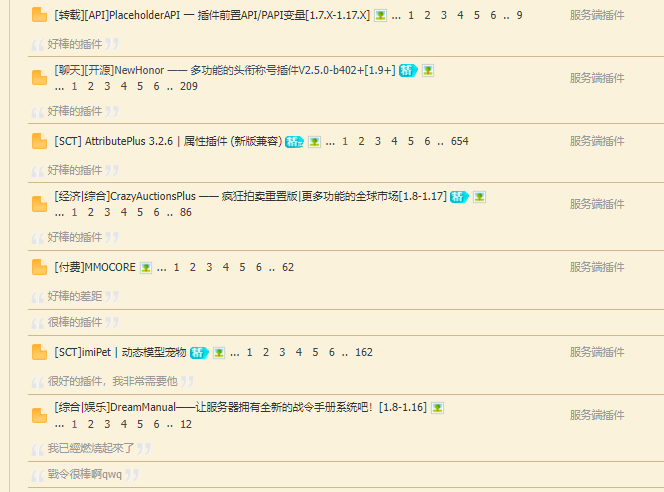 [转载][API]PlaceholderAPI — 插件前置API/PAPI变量[1.7.X-1.17.X] ... 1 2 3 4 5 6 .. 9 服务端插件
好棒的插件
[聊天][开源]NewHonor —— 多功能的头衔称号插件V2.5.0-b402+[1.9+] 精 服务端插件
... 1 2 3 4 5 6 .. 209
好棒的插件
[SCT] AttributePlus 3.2.6 | 属性插件 (新版兼容) 精 ... 1 2 3 4 5 6 .. 654 服务端插件
好棒的插件
[经济|综合]CrazyAuctionsPlus —— 疯狂拍卖重置版|更多功能的全球市场[1.8-1.17] 精 服务端插件
... 1 2 3 4 5 6 .. 86
好棒的插件
[付费]MMOCORE ... 1 2 3 4 5 6 .. 62 服务端插件
好棒的差距
很棒的插件
[SCT]imiPet | 动态模型宠物 精 ... 1 2 3 4 5 6 .. 162 服务端插件
很好的插件，我非常需要他
[综合|娱乐]DreamManual——让服务器拥有全新的战令手册系统吧！[1.8-1.16] 服务端插件
... 1 2 3 4 5 6 .. 12
我已經燃燒起來了
戰令很棒啊qwq